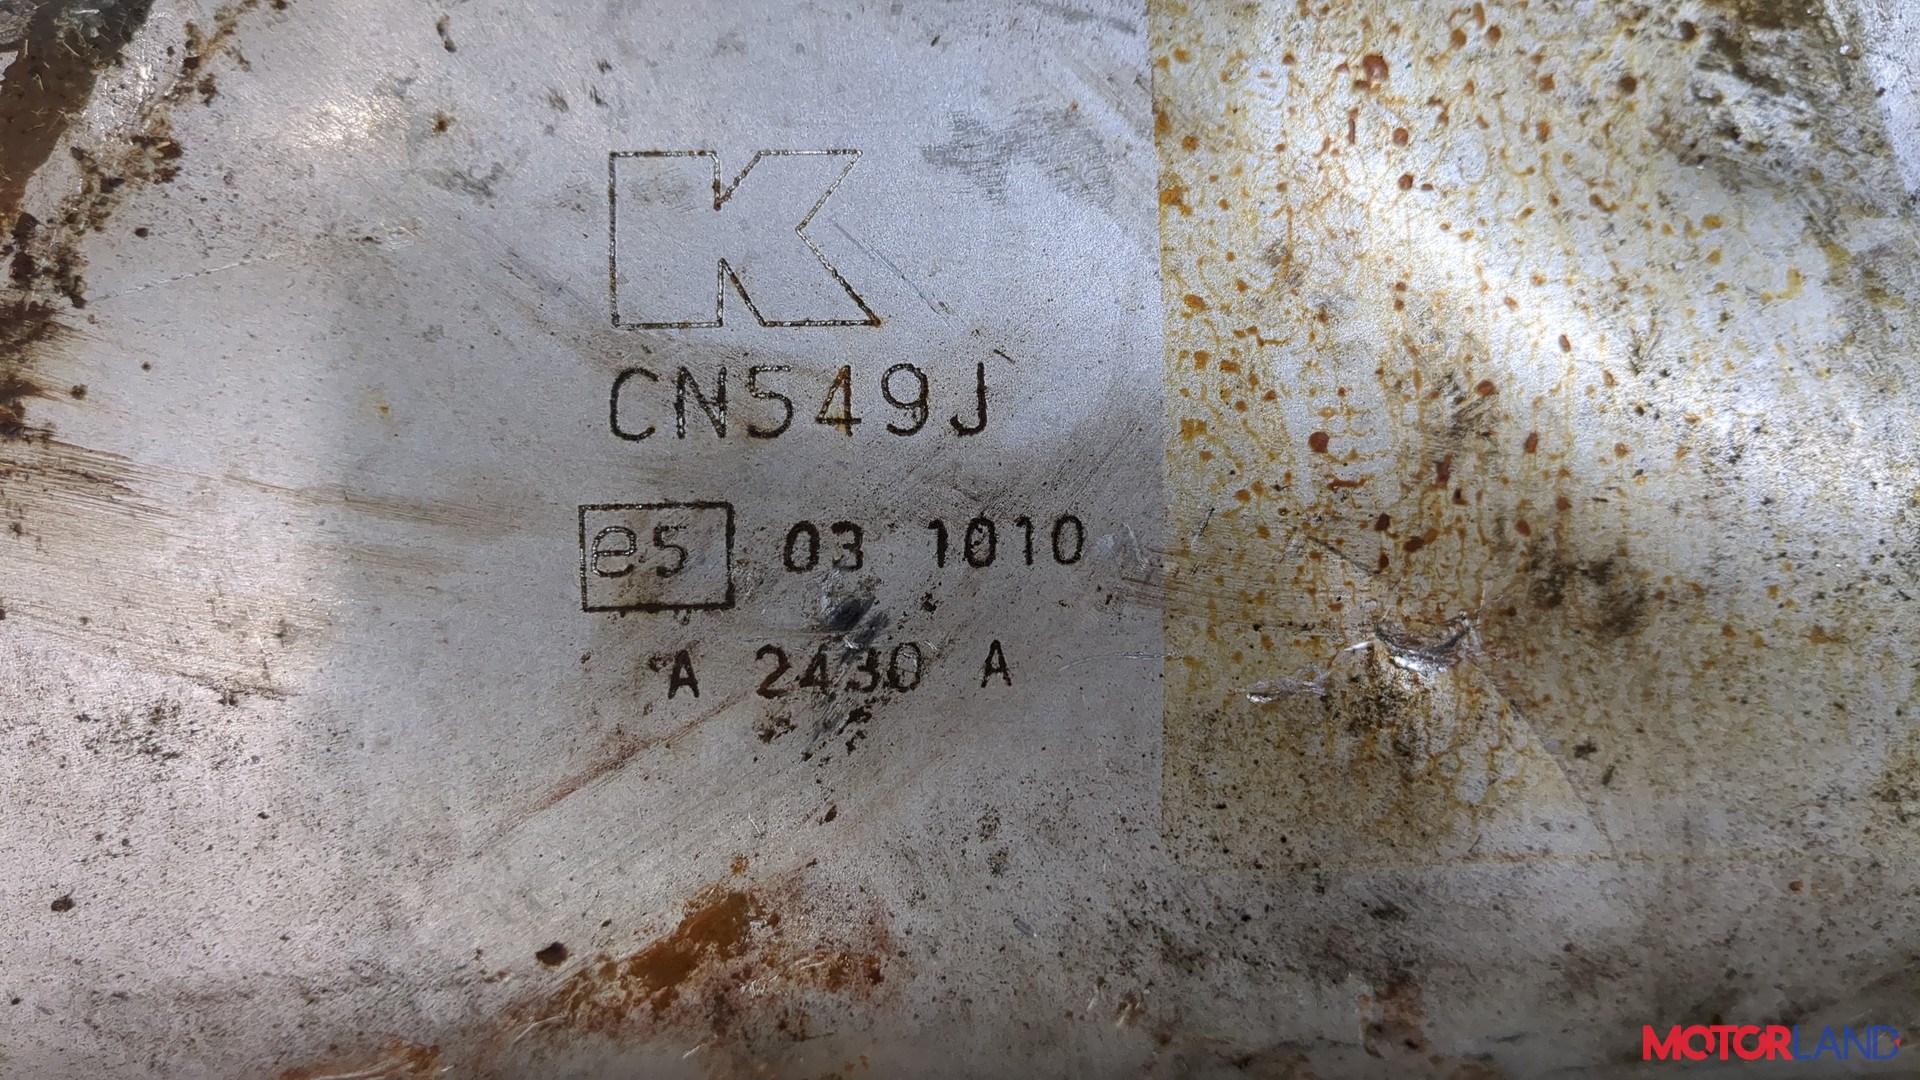 K
CN549J
e5 03 1010
A 2430 A
MOTORLAND